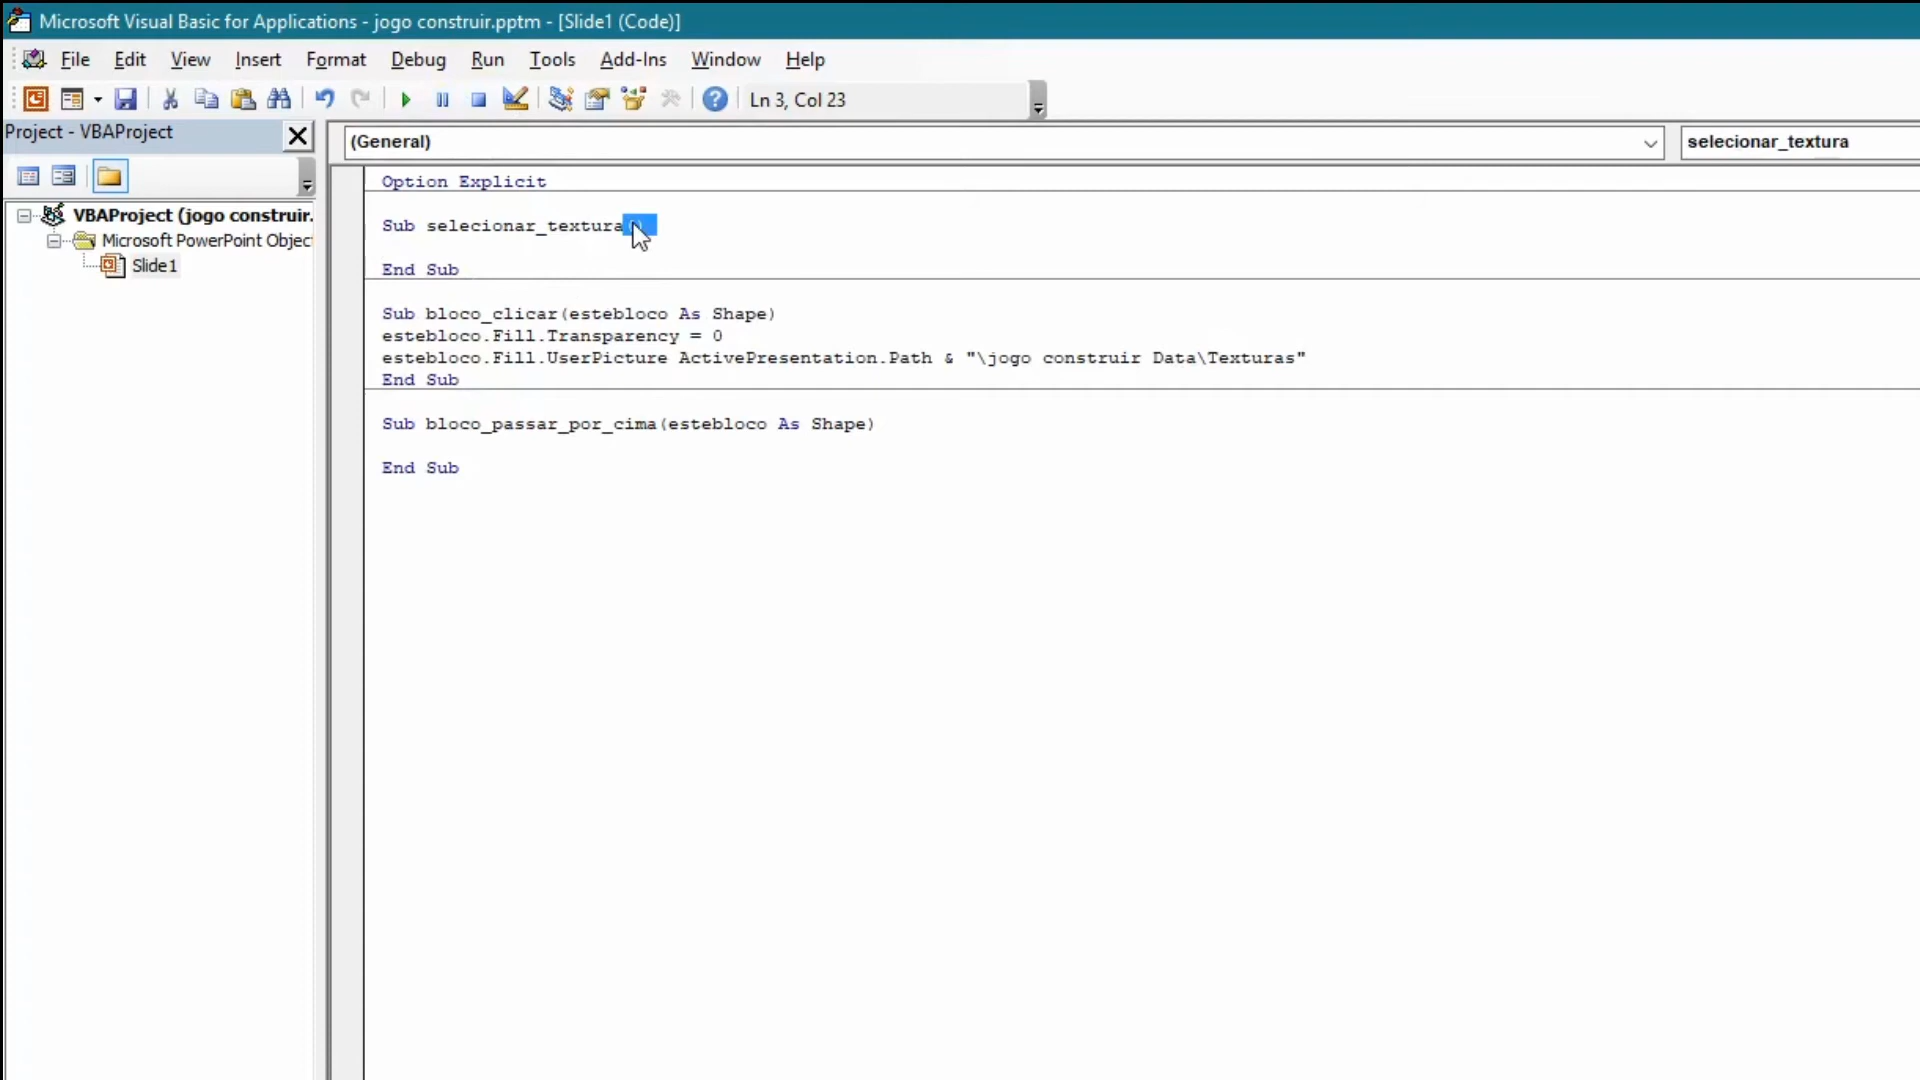 Microsoft Visual Basic for Applications - jogo construir.pptm - [Slide1 (Code)]
File Edit View Insert Format Debug Run Tools Add-Ins Window Help
Ln 3, Col 23
Project - VBAProject
(General)
selecionar_textura
VBAProject (jogo construir.
Microsoft PowerPoint Objec
Slide1
Option Explicit
Sub selecionar_textura
End Sub
Sub bloco_clicar(estebloco As Shape)
estebloco.Fill.Transparency = 0
estebloco.Fill.UserPicture ActivePresentation.Path & "\jogo construir Data\Texturas"
End Sub
Sub bloco_passar_por_cima(estebloco As Shape)
End Sub